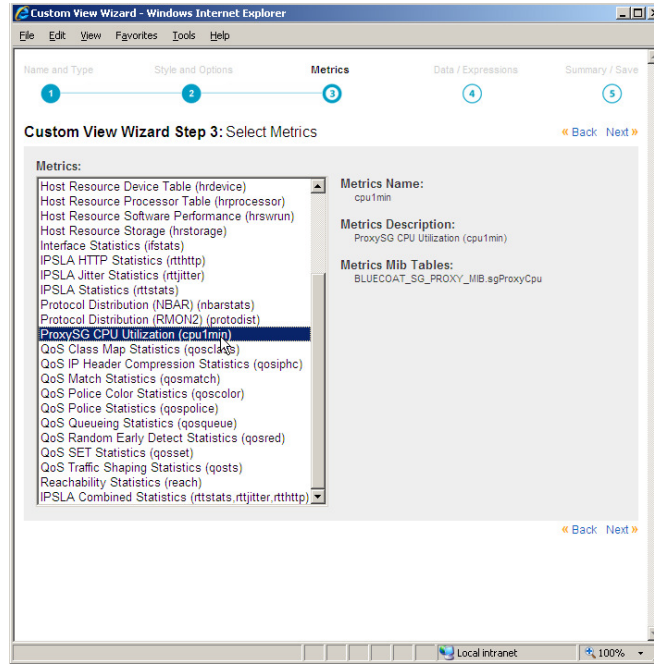 Custom View Wizard - Windows Internet Explorer
File Edit View Favorites Tools Help
Name and Type Style and Options Metrics Data / Expressions Summary / Save
1 2 3 4 5
Custom View Wizard Step 3: Select Metrics
« Back Next »
Metrics:
Host Resource Device Table (hrdevice)
Host Resource Processor Table (hrprocessor)
Host Resource Software Performance (hrswrun)
Host Resource Storage (hrstorage)
Interface Statistics (ifstats)
IPSLA HTTP Statistics (rtthttp)
IPSLA Jitter Statistics (rttjitter)
IPSLA Statistics (rttstats)
Protocol Distribution (NBAR) (nbarstats)
Protocol Distribution (RMON2) (protodist)
ProxySG CPU Utilization (cpu1min)
QoS Class Map Statistics (qosclass)
QoS IP Header Compression Statistics (qosiphc)
QoS Match Statistics (qosmatch)
QoS Police Color Statistics (qoscolor)
QoS Police Statistics (qospolice)
QoS Queueing Statistics (qosqueue)
QoS Random Early Detect Statistics (qosred)
QoS SET Statistics (qosset)
QoS Traffic Shaping Statistics (qosts)
Reachability Statistics (reach)
IPSLA Combined Statistics (rttstats,rttjitter,rtthttp)
Metrics Name:
cpu1min
Metrics Description:
ProxySG CPU Utilization (cpu1min)
Metrics Mib Tables:
BLUECOAT_SG_PROXY_MIB.sgProxyCpu
« Back Next »
Local intranet 100%